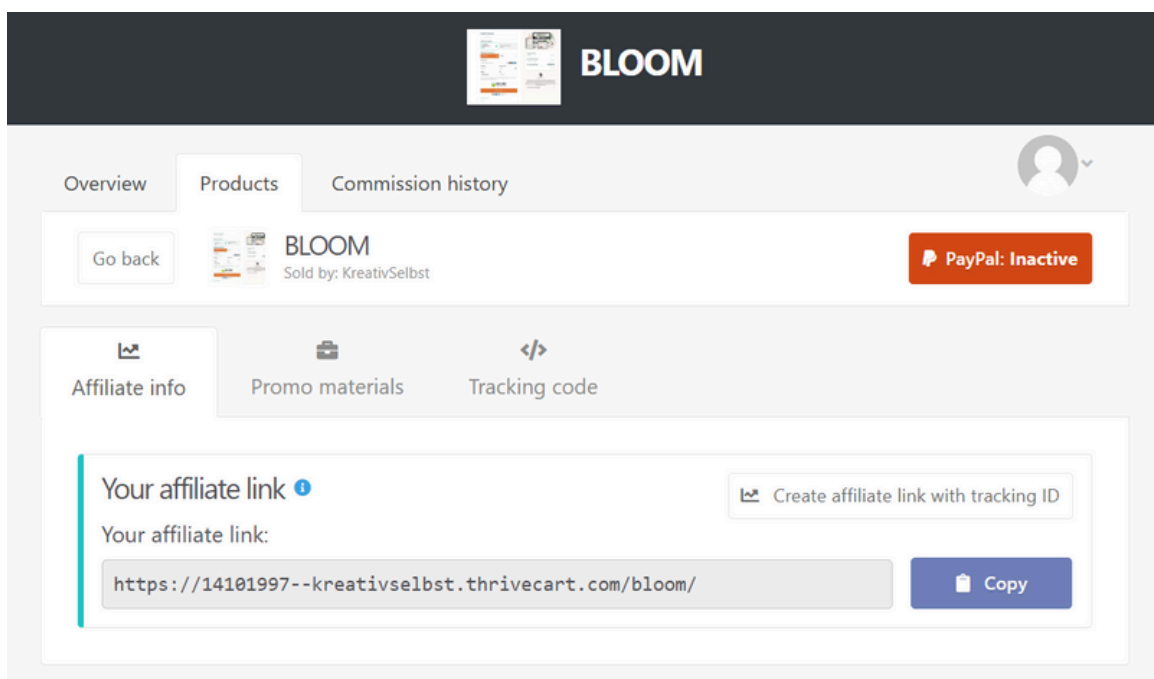 BLOOM
Overview Products Commission history
Go back
BLOOM
Sold by: KreativSelbst
PayPal: Inactive
Affiliate info Promo materials Tracking code
Your affiliate link
Create affiliate link with tracking ID
Your affiliate link:
https://14101997--kreativselbst.thrivecart.com/bloom/
Copy